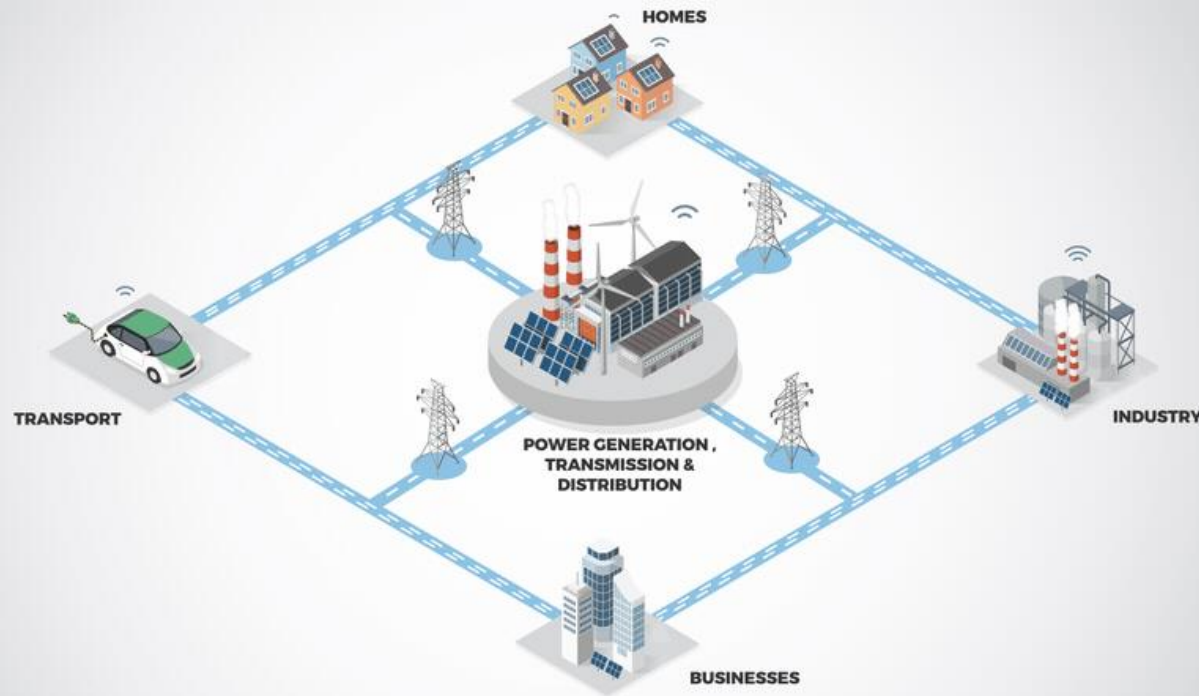 HOMES
TRANSPORT
INDUSTRY
POWER GENERATION ,
TRANSMISSION &
DISTRIBUTION
BUSINESSES